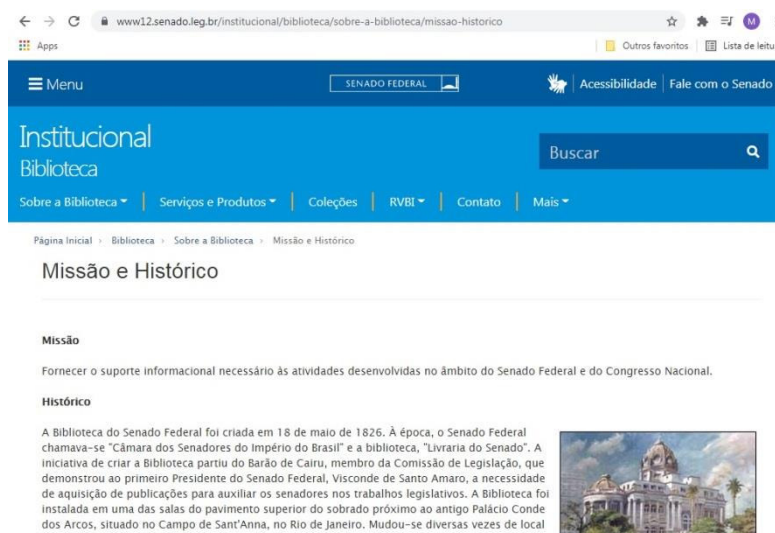 www12.senado.leg.br/institucional/biblioteca/sobre-a-biblioteca/missao-historico
M
Apps
Outros favoritos
Lista de leitu
Menu
SENADO FEDERAL
Acessibilidade
Fale com o Senado
Institucional
Biblioteca
Buscar
Sobre a Biblioteca
Serviços e Produtos
Coleções
RVBI
Contato
Mais
Página Inicial › Biblioteca › Sobre a Biblioteca › Missão e Histórico
Missão e Histórico
Missão
Fornecer o suporte informacional necessário às atividades desenvolvidas no âmbito do Senado Federal e do Congresso Nacional.
Histórico
A Biblioteca do Senado Federal foi criada em 18 de maio de 1826. À época, o Senado Federal
chamava-se "Câmara dos Senadores do Império do Brasil" e a biblioteca, "Livraria do Senado". A
iniciativa de criar a Biblioteca partiu do Barão de Cairu, membro da Comissão de Legislação, que
demonstrou ao primeiro Presidente do Senado Federal, Visconde de Santo Amaro, a necessidade
de aquisição de publicações para auxiliar os senadores nos trabalhos legislativos. A Biblioteca foi
instalada em uma das salas do pavimento superior do sobrado próximo ao antigo Palácio Conde
dos Arcos, situado no Campo de Sant'Anna, no Rio de Janeiro. Mudou-se diversas vezes de local